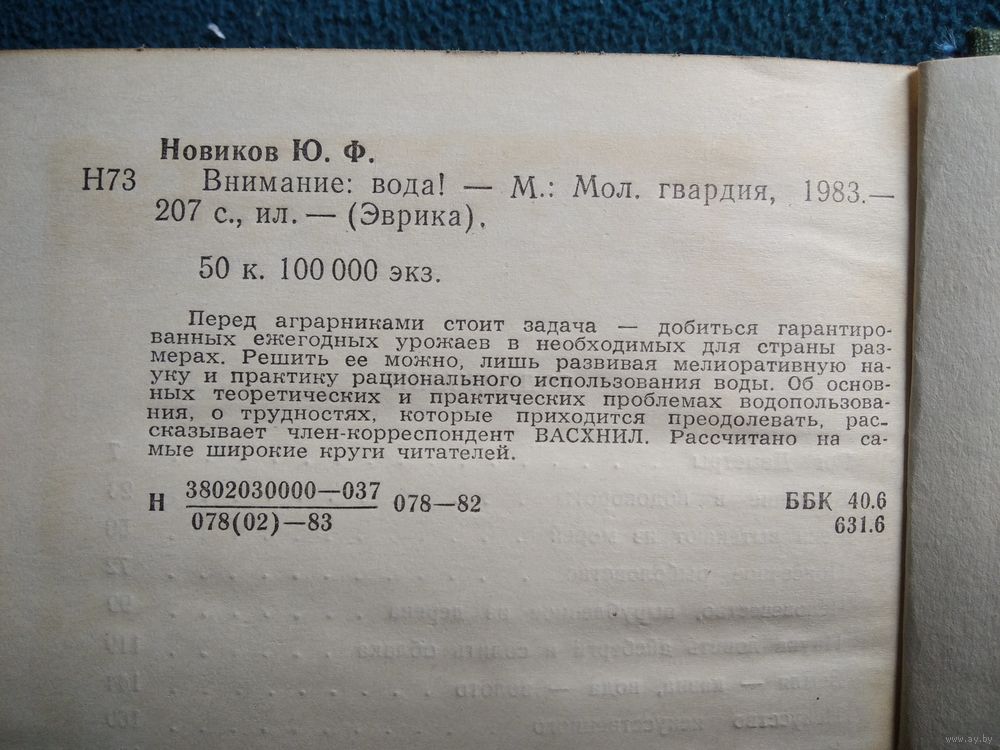 Новиков Ю. Ф.
Н73 Внимание: вода! — М.: Мол. гвардия, 1983.—
207 с., ил. — (Эврика).
50 к. 100 000 экз.
Перед аграрниками стоит задача — добиться гарантиро-
ванных ежегодных урожаев в необходимых для страны раз-
мерах. Решить ее можно, лишь развивая мелиоративную на-
уку и практику рационального использования воды. Об основ-
ных теоретических и практических проблемах водопользова-
ния, о трудностях, которые приходится преодолевать, рас-
сказывает член-корреспондент ВАСХНИЛ. Рассчитано на са-
мые широкие круги читателей.
Н 3802030000—037 078—82 ББК 40.6
078(02)—83 631.6
www.ay.by